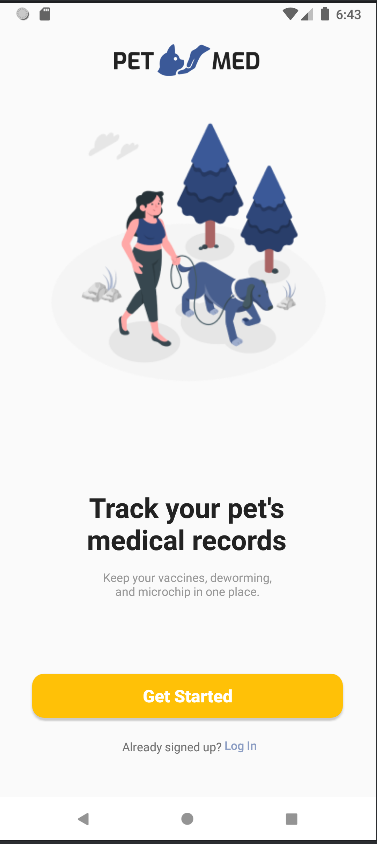 6:43
PET MED
Track your pet's
medical records
Keep your vaccines, deworming,
and microchip in one place.
Get Started
Already signed up? Log In